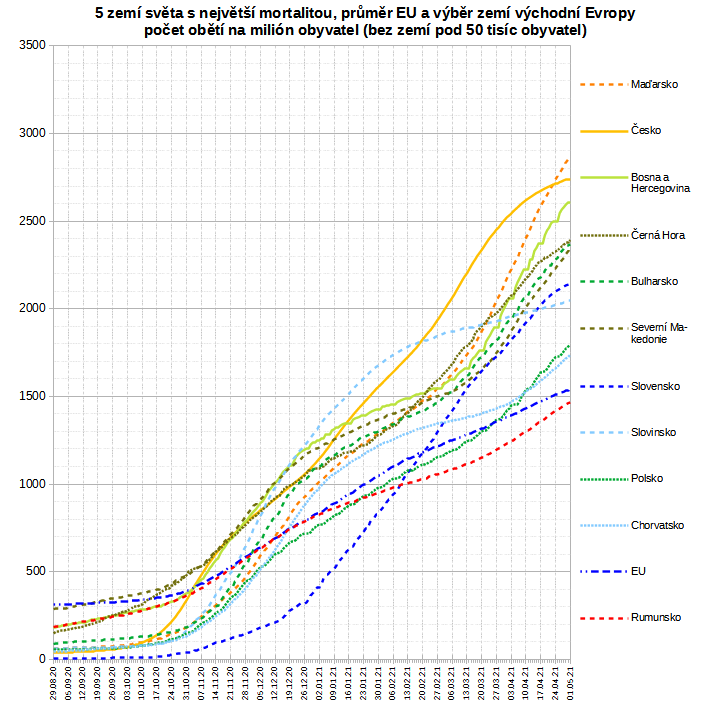 5 zemí světa s největší mortalitou, průměr EU a výběr zemí východní Evropy
počet obětí na milión obyvatel (bez zemí pod 50 tisíc obyvatel)
3500
3000
2500
2000
1500
1000
500
0
Maďarsko
Česko
Bosna a
Hercegovina
Černá Hora
Bulharsko
Severní Ma-
kedonie
Slovensko
Slovinsko
Polsko
Chorvatsko
EU
Rumunsko
29.08.20
05.09.20
12.09.20
19.09.20
26.09.20
03.10.20
10.10.20
17.10.20
24.10.20
31.10.20
07.11.20
14.11.20
21.11.20
28.11.20
05.12.20
12.12.20
19.12.20
26.12.20
02.01.21
09.01.21
16.01.21
23.01.21
30.01.21
06.02.21
13.02.21
20.02.21
27.02.21
06.03.21
13.03.21
20.03.21
27.03.21
03.04.21
10.04.21
17.04.21
24.04.21
01.05.21